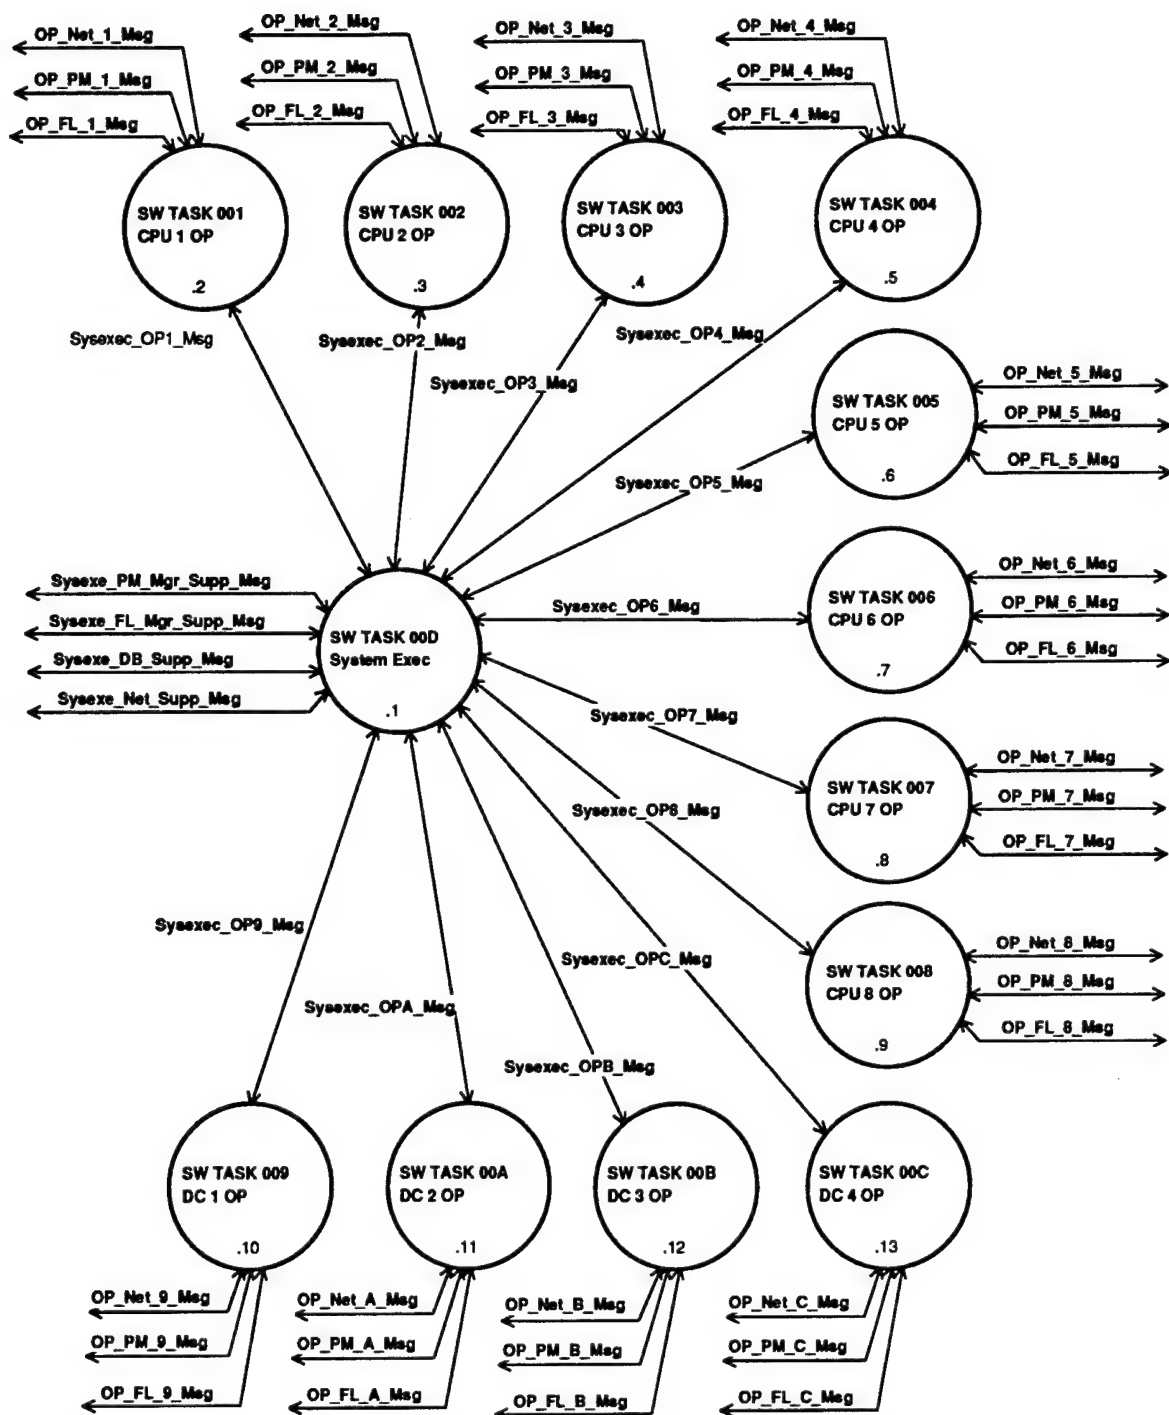 OP_Net_1_Msg
OP_PM_1_Msg
OP_FL_1_Msg
OP_Net_2_Msg
OP_PM_2_Msg
OP_FL_2_Msg
OP_Net_3_Msg
OP_PM_3_Msg
OP_FL_3_Msg
OP_Net_4_Msg
OP_PM_4_Msg
OP_FL_4_Msg
SW TASK 001
CPU 1 OP
.2
SW TASK 002
CPU 2 OP
.3
SW TASK 003
CPU 3 OP
.4
SW TASK 004
CPU 4 OP
.5
Sysexec_OP1_Msg
Sysexec_OP2_Msg
Sysexec_OP3_Msg
Sysexec_OP4_Msg
SW TASK 005
CPU 5 OP
.6
OP_Net_5_Msg
OP_PM_5_Msg
OP_FL_5_Msg
Sysexec_OP5_Msg
Sysexe_PM_Mgr_Supp_Msg
Sysexe_FL_Mgr_Supp_Msg
Sysexe_DB_Supp_Msg
Sysexe_Net_Supp_Msg
SW TASK 00D
System Exec
.1
Sysexec_OP6_Msg
SW TASK 006
CPU 6 OP
.7
OP_Net_6_Msg
OP_PM_6_Msg
OP_FL_6_Msg
Sysexec_OP7_Msg
SW TASK 007
CPU 7 OP
.8
OP_Net_7_Msg
OP_PM_7_Msg
OP_FL_7_Msg
Sysexec_OP8_Msg
SW TASK 008
CPU 8 OP
.9
OP_Net_8_Msg
OP_PM_8_Msg
OP_FL_8_Msg
Sysexec_OP9_Msg
Sysexec_OPA_Msg
Sysexec_OPB_Msg
Sysexec_OPC_Msg
SW TASK 009
DC 1 OP
.10
SW TASK 00A
DC 2 OP
.11
SW TASK 00B
DC 3 OP
.12
SW TASK 00C
DC 4 OP
.13
OP_Net_9_Msg
OP_PM_9_Msg
OP_FL_9_Msg
OP_Net_A_Msg
OP_PM_A_Msg
OP_FL_A_Msg
OP_Net_B_Msg
OP_PM_B_Msg
OP_FL_B_Msg
OP_Net_C_Msg
OP_PM_C_Msg
OP_FL_C_Msg